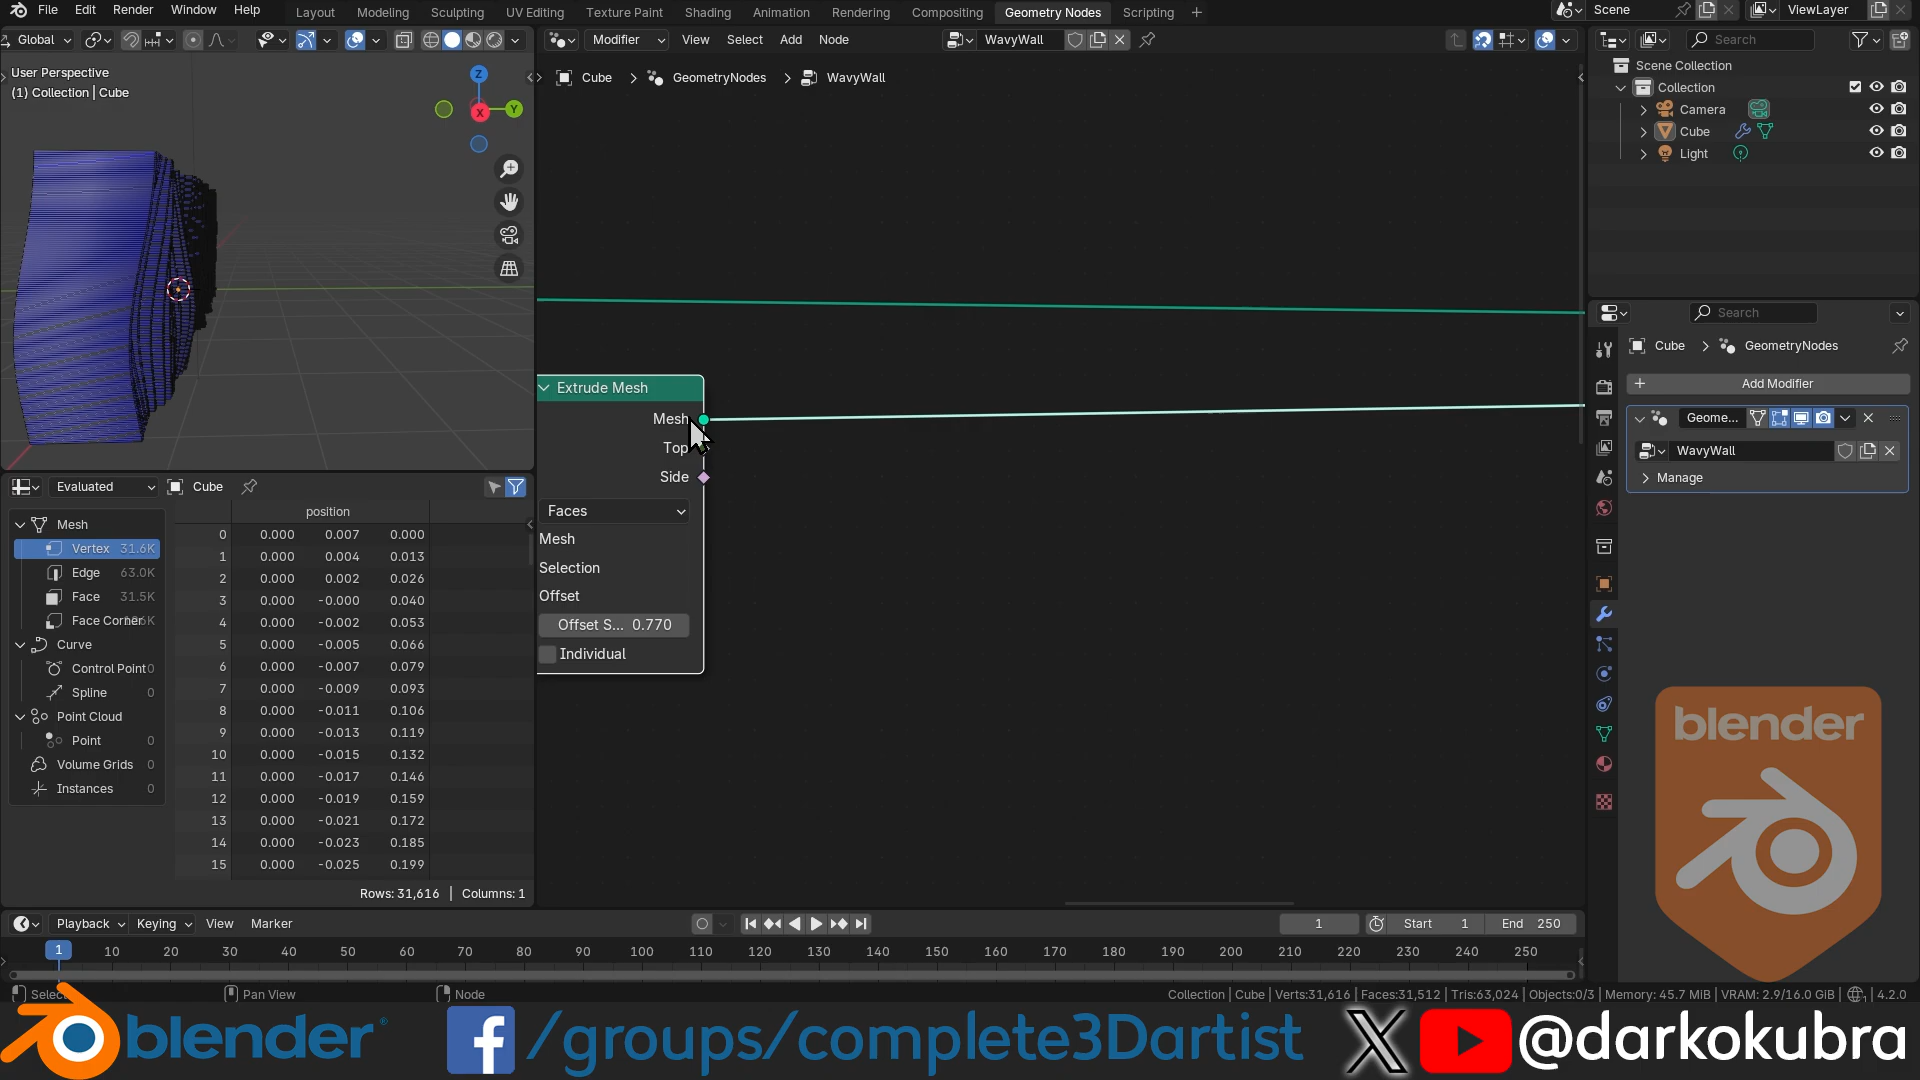 File Edit Render Window Help
Layout Modeling Sculpting UV Editing Texture Paint Shading Animation Rendering Compositing Geometry Nodes Scripting
Scene ViewLayer
Global
Modifier View Select Add Node WavyWall
Search
User Perspective
(1) Collection | Cube
Z
Y
X
Cube GeometryNodes WavyWall
Scene Collection
Collection
Camera
Cube
Light
Search
Cube GeometryNodes
Add Modifier
Geome...
WavyWall
Manage
Extrude Mesh
Mesh
Top
Side
Faces
Mesh
Selection
Offset
Offset S... 0.770
Individual
Evaluated Cube
Mesh
Vertex 31.6K
Edge 63.0K
Face 31.5K
Face Corner
Curve
Control Point 0
Spline 0
Point Cloud
Point 0
Volume Grids 0
Instances 0
position
0 0.000 0.007 0.000
1 0.000 0.004 0.013
2 0.000 0.002 0.026
3 0.000 -0.000 0.040
4 0.000 -0.002 0.053
5 0.000 -0.005 0.066
6 0.000 -0.007 0.079
7 0.000 -0.009 0.093
8 0.000 -0.011 0.106
9 0.000 -0.013 0.119
10 0.000 -0.015 0.132
11 0.000 -0.017 0.146
12 0.000 -0.019 0.159
13 0.000 -0.021 0.172
14 0.000 -0.023 0.185
15 0.000 -0.025 0.199
Rows: 31,616 | Columns: 1
blender
Playback Keying View Marker
1 Start 1 End 250
1 10 20 30 40 50 60 70 80 90 100 110 120 130 140 150 160 170 180 190 200 210 220 230 240 250
Select Pan View Node
Collection | Cube | Verts:31,616 | Faces:31,512 | Tris:63,024 | Objects:0/3 | Memory: 45.7 MiB | VRAM: 2.9/16.0 GiB | 4.2.0
blender® f /groups/complete3Dartist X @darkokubra